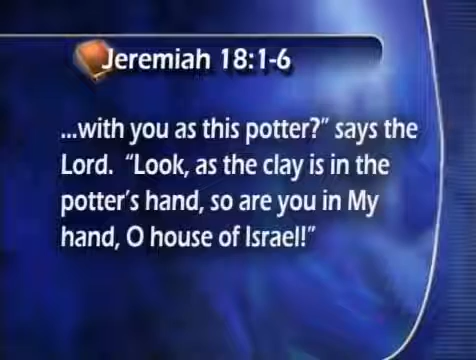 Jeremiah 18:1-6
...with you as this potter?” says the
Lord.  “Look, as the clay is in the
potter’s hand, so are you in My
hand, O house of Israel!”